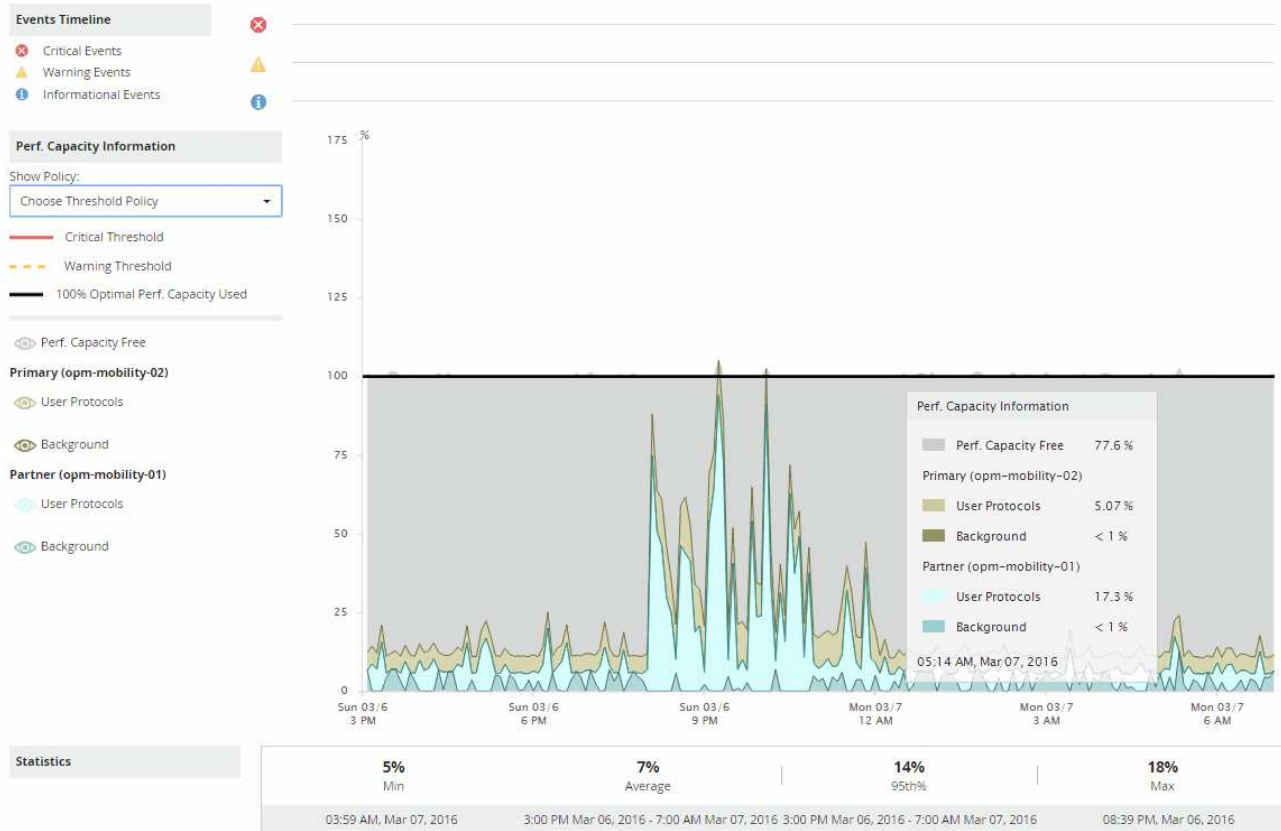 Events Timeline
Critical Events
Warning Events
Informational Events
Perf. Capacity Information
Show Policy:
Choose Threshold Policy
Critical Threshold
Warning Threshold
100% Optimal Perf. Capacity Used
Perf. Capacity Free
Primary (opm-mobility-02)
User Protocols
Background
Partner (opm-mobility-01)
User Protocols
Background
175 %
150
125
100
75
50
25
0
Sun 03/6 Sun 03/6 Sun 03/6 Mon 03/7 Mon 03/7 Mon 03/7
3 PM 6 PM 9 PM 12 AM 3 AM 6 AM
Perf. Capacity Information
Perf. Capacity Free 77.6 %
Primary (opm-mobility-02)
User Protocols 5.07 %
Background < 1 %
Partner (opm-mobility-01)
User Protocols 17.3 %
Background < 1 %
05:14 AM, Mar 07, 2016
Statistics
5% 7% 14% 18%
Min Average 95th% Max
03:59 AM, Mar 07, 2016 3:00 PM Mar 06, 2016 - 7:00 AM Mar 07, 2016 3:00 PM Mar 06, 2016 - 7:00 AM Mar 07, 2016 08:39 PM, Mar 06, 2016